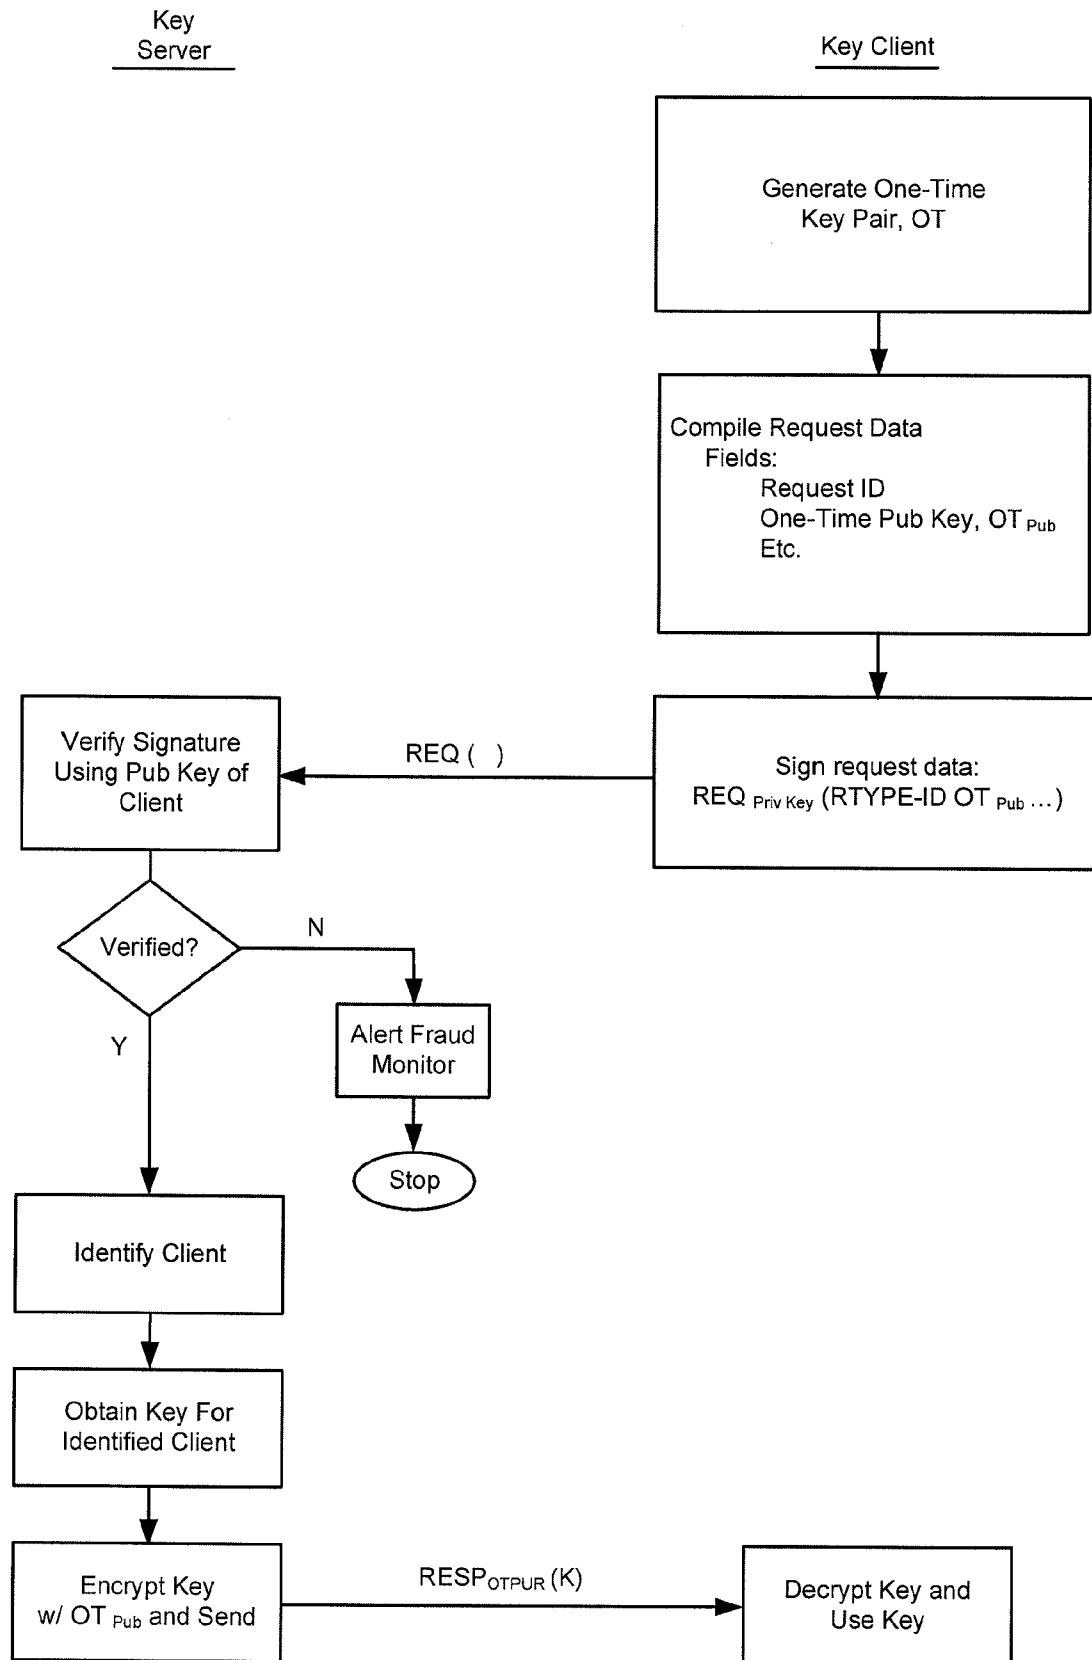 Key
Server
Key Client
Generate One-Time
Key Pair, OT
Compile Request Data
Fields:
Request ID
One-Time Pub Key, OT Pub
Etc.
Verify Signature
Using Pub Key of
Client
REQ ( )
Sign request data:
REQ Priv Key (RTYPE-ID OT Pub ...)
Verified?
N
Y
Alert Fraud
Monitor
Stop
Identify Client
Obtain Key For
Identified Client
Encrypt Key
w/ OT Pub and Send
RESPOTPUR (K)
Decrypt Key and
Use Key